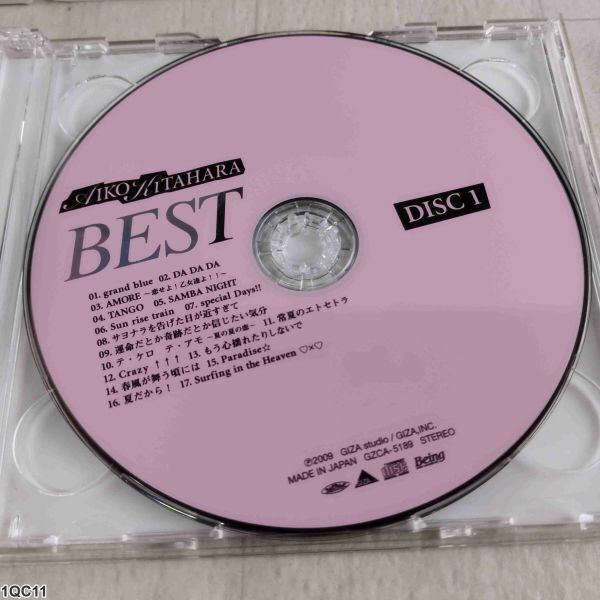 AIKO KITAHARA
BEST
DISC 1
01. grand blue 02. DA DA DA
03. AMORE ～恋せよ！乙女達よ！！～
04. TANGO 05. SAMBA NIGHT
06. Sun rise train 07. special Days!!
08. サヨナラを告げた日が近すぎて
09. 運命だとか奇跡だとか信じたい気分
10. テ・ケロ テ・アモ ～夏の夏の恋～ 11. 常夏のエトセトラ
12. Crazy ↑↑↑ 13. もう心揺れたりしないで
14. 春風が舞う頃には 15. Paradise☆
16. 夏だから！ 17. Surfing in the Heaven ♡×♡
℗2009 GIZA studio / GIZA,INC.
MADE IN JAPAN GZCA-5189 STEREO
Being
1QC11